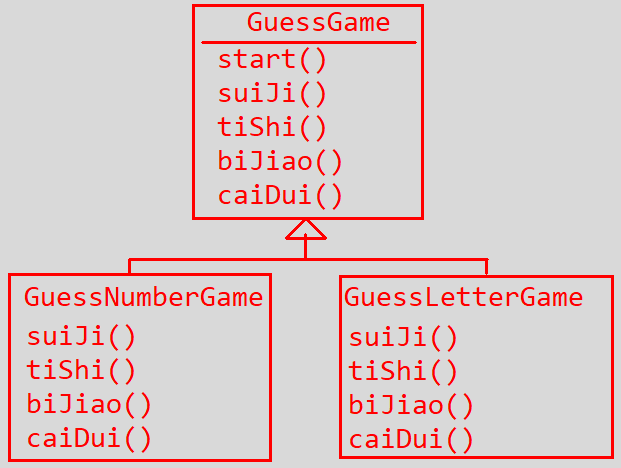 GuessGame
start()
suiJi()
tiShi()
biJiao()
caiDui()
GuessNumberGame
suiJi()
tiShi()
biJiao()
caiDui()
GuessLetterGame
suiJi()
tiShi()
biJiao()
caiDui()